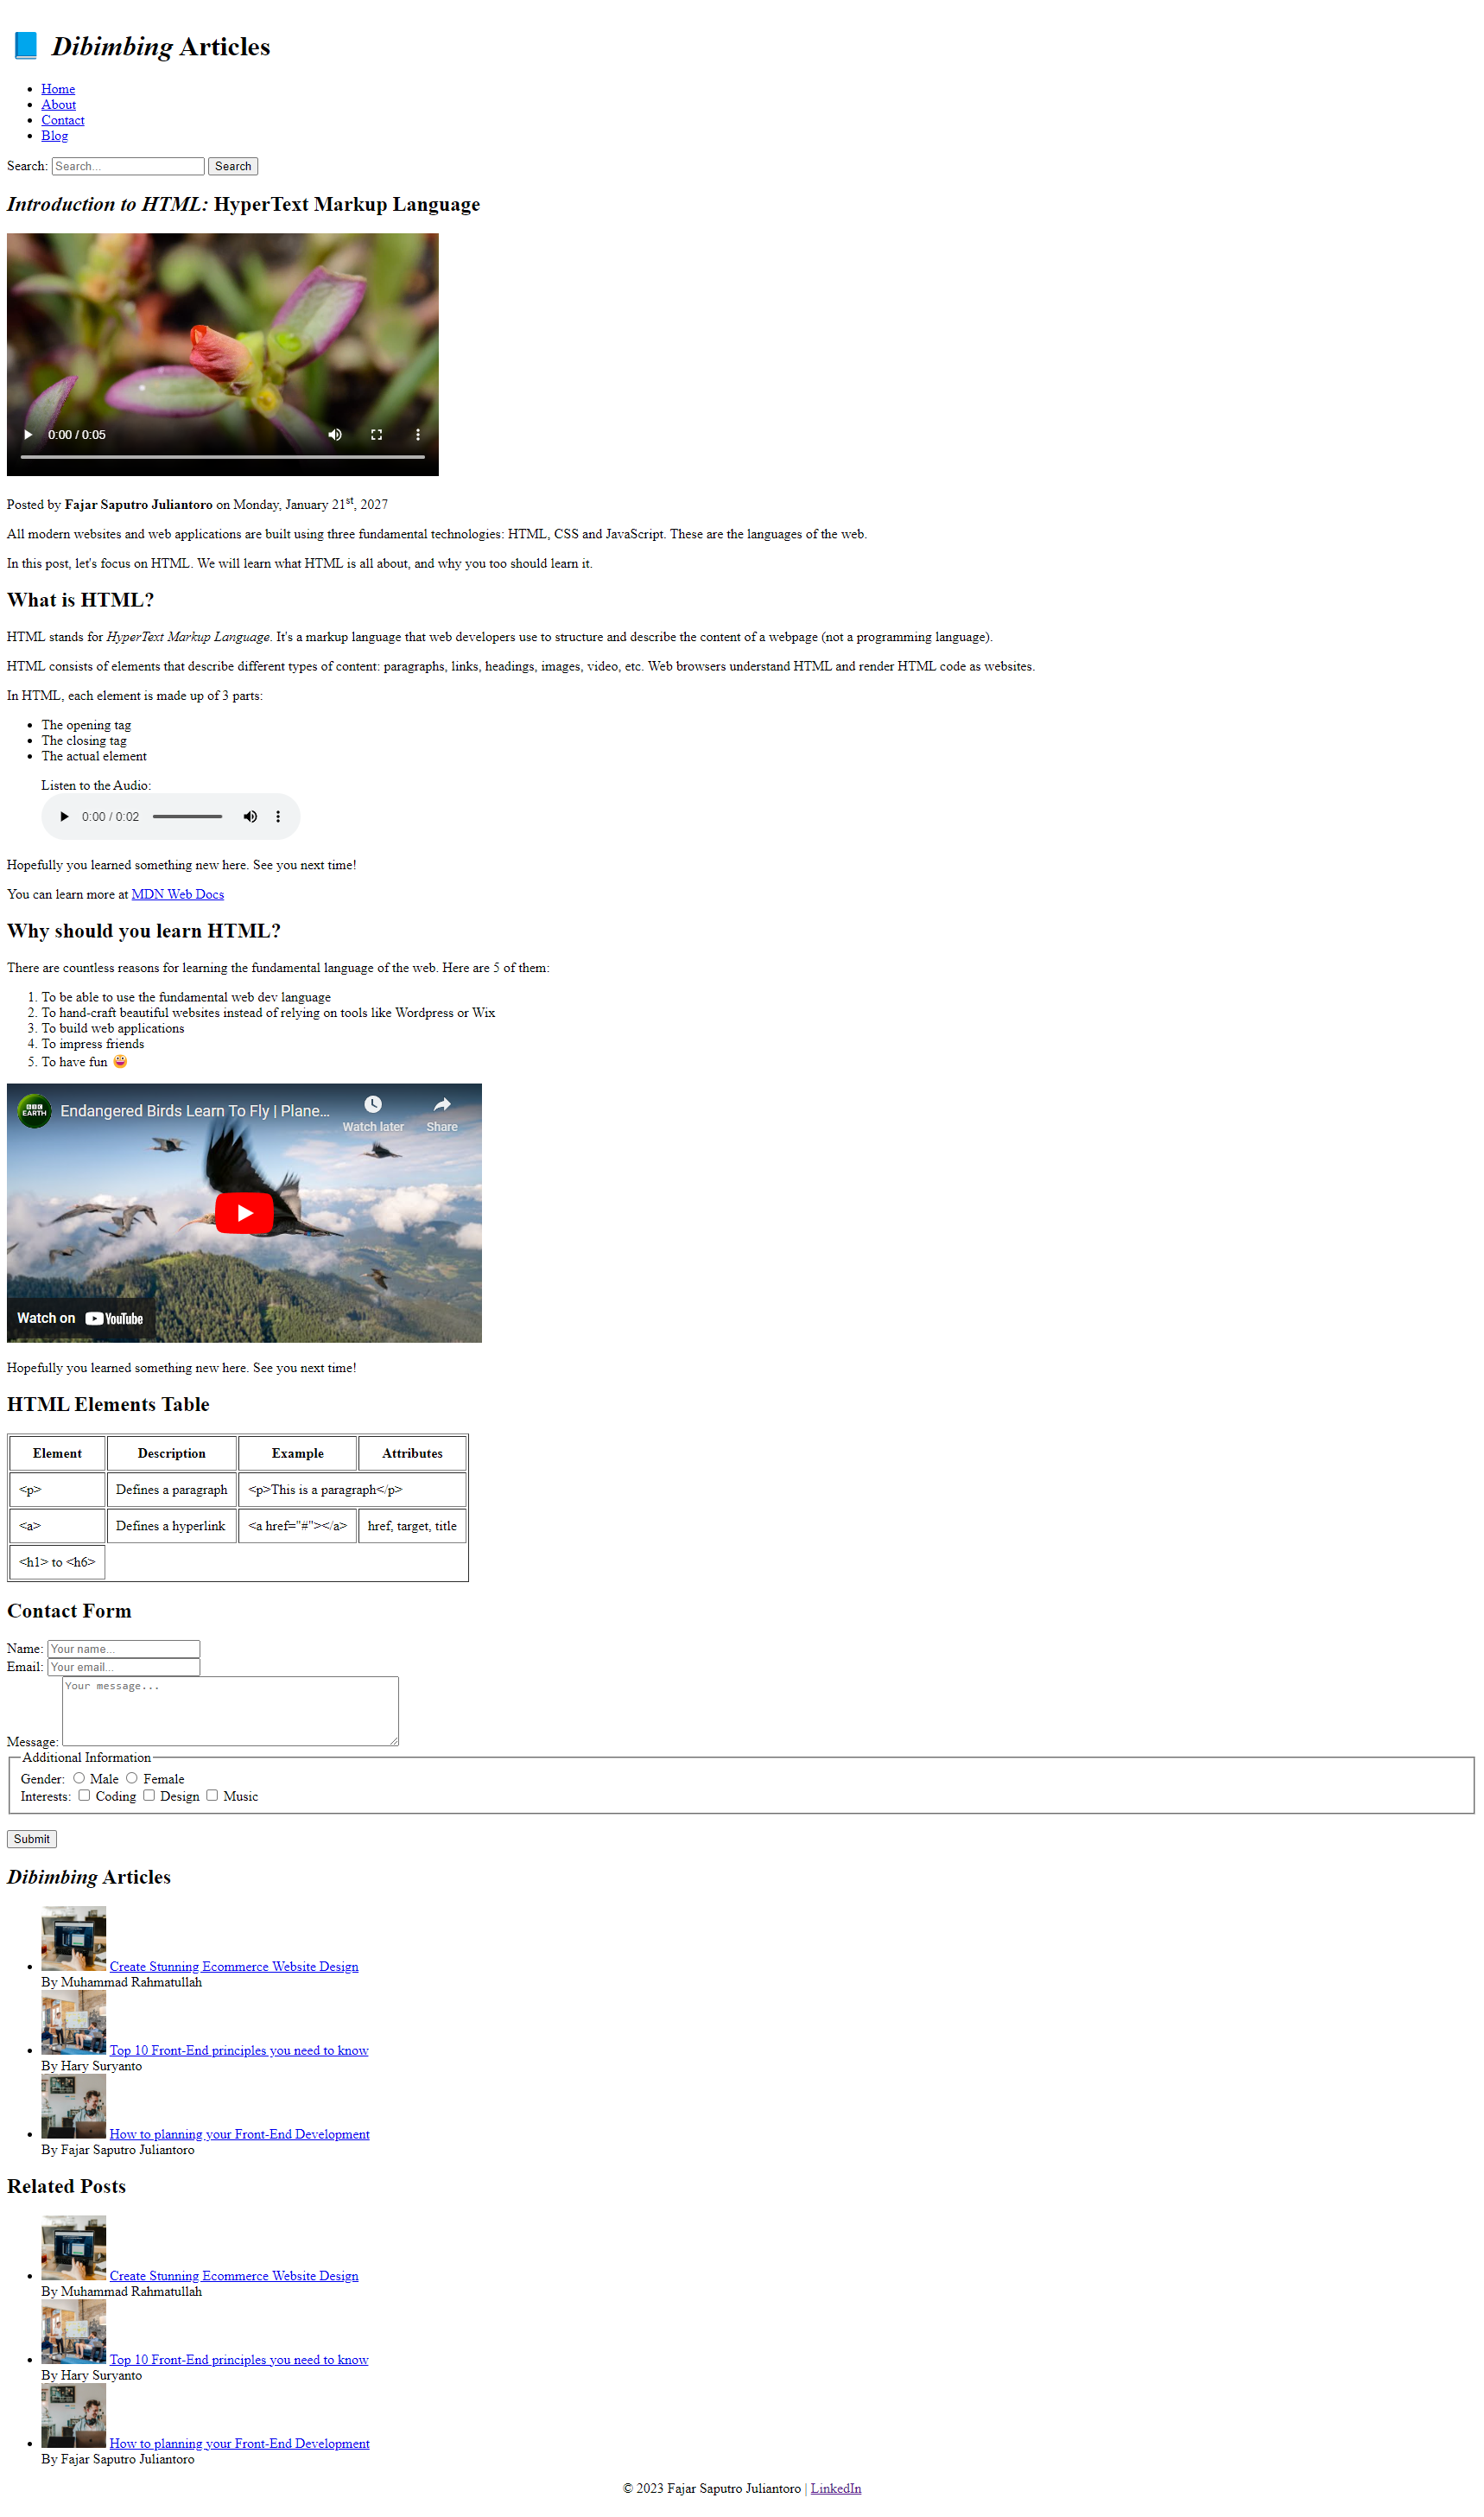 📘 Dibimbing Articles
Home
About
Contact
Blog
Search: Search... Search
Introduction to HTML: HyperText Markup Language
0:00 / 0:05
Posted by Fajar Saputro Juliantoro on Monday, January 21st, 2027
All modern websites and web applications are built using three fundamental technologies: HTML, CSS and JavaScript. These are the languages of the web.
In this post, let's focus on HTML. We will learn what HTML is all about, and why you too should learn it.
What is HTML?
HTML stands for HyperText Markup Language. It's a markup language that web developers use to structure and describe the content of a webpage (not a programming language).
HTML consists of elements that describe different types of content: paragraphs, links, headings, images, video, etc. Web browsers understand HTML and render HTML code as websites.
In HTML, each element is made up of 3 parts:
The opening tag
The closing tag
The actual element
Listen to the Audio:
0:00 / 0:02
Hopefully you learned something new here. See you next time!
You can learn more at MDN Web Docs
Why should you learn HTML?
There are countless reasons for learning the fundamental language of the web. Here are 5 of them:
1. To be able to use the fundamental web dev language
2. To hand-craft beautiful websites instead of relying on tools like Wordpress or Wix
3. To build web applications
4. To impress friends
5. To have fun 😀
BBC EARTH Endangered Birds Learn To Fly | Plane... Watch later Share
Watch on YouTube
Hopefully you learned something new here. See you next time!
HTML Elements Table
Element Description Example Attributes
<p> Defines a paragraph <p>This is a paragraph</p>
<a> Defines a hyperlink <a href="#"></a> href, target, title
<h1> to <h6>
Contact Form
Name: Your name...
Email: Your email...
Message: Your message...
Additional Information
Gender: Male Female
Interests: Coding Design Music
Submit
Dibimbing Articles
Create Stunning Ecommerce Website Design
By Muhammad Rahmatullah
Top 10 Front-End principles you need to know
By Hary Suryanto
How to planning your Front-End Development
By Fajar Saputro Juliantoro
Related Posts
Create Stunning Ecommerce Website Design
By Muhammad Rahmatullah
Top 10 Front-End principles you need to know
By Hary Suryanto
How to planning your Front-End Development
By Fajar Saputro Juliantoro
© 2023 Fajar Saputro Juliantoro | LinkedIn